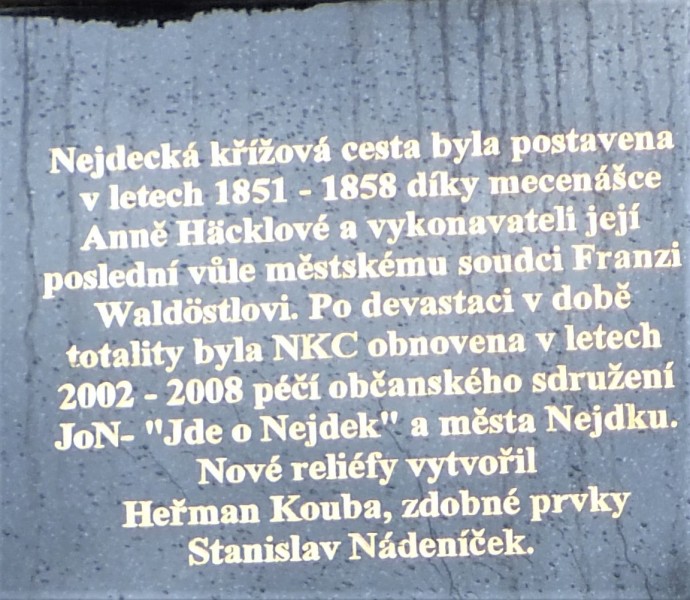 Nejdecká křížová cesta byla postavena
v letech 1851 - 1858 díky mecenášce
Anně Häcklové a vykonavateli její
poslední vůle městskému soudci Franzi
Waldöstlovi. Po devastaci v době
totality byla NKC obnovena v letech
2002 - 2008 péčí občanského sdružení
JoN- "Jde o Nejdek" a města Nejdku.
Nové reliéfy vytvořil
Heřman Kouba, zdobné prvky
Stanislav Nádeníček.